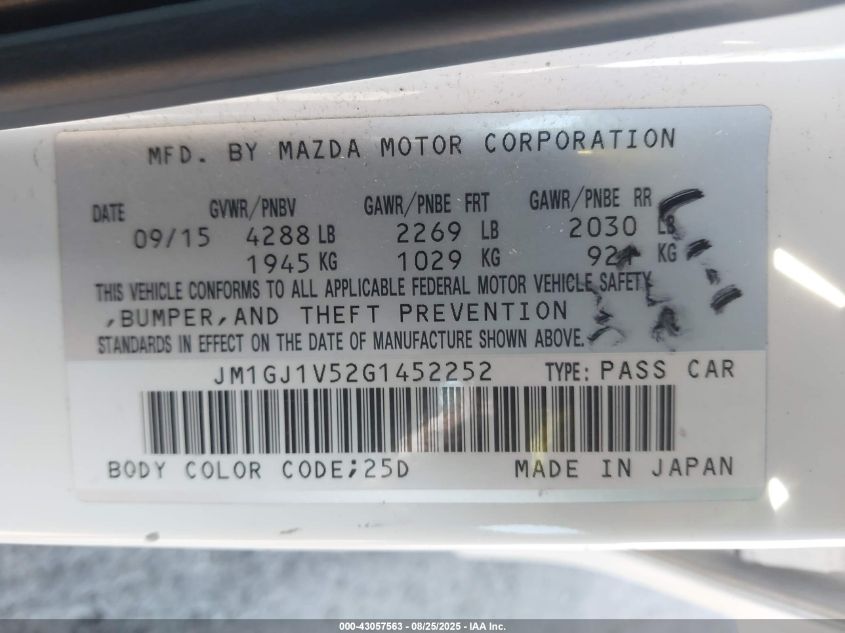 MFD. BY MAZDA MOTOR CORPORATION
DATE GVWR/PNBV GAWR/PNBE FRT GAWR/PNBE RR
09/15 4288 LB 2269 LB 2030 LB
1945 KG 1029 KG KG
THIS VEHICLE CONFORMS TO ALL APPLICABLE FEDERAL MOTOR VEHICLE SAFETY
,BUMPER,AND THEFT PREVENTION
STANDARDS IN EFFECT ON THE DATE OF MANUFACTURE SHOWN ABOVE.
JM1GJ1V52G1452252 TYPE: PASS CAR
BODY COLOR CODE;25D MADE IN JAPAN
000-43057563 - 08/25/2025 - IAA Inc.